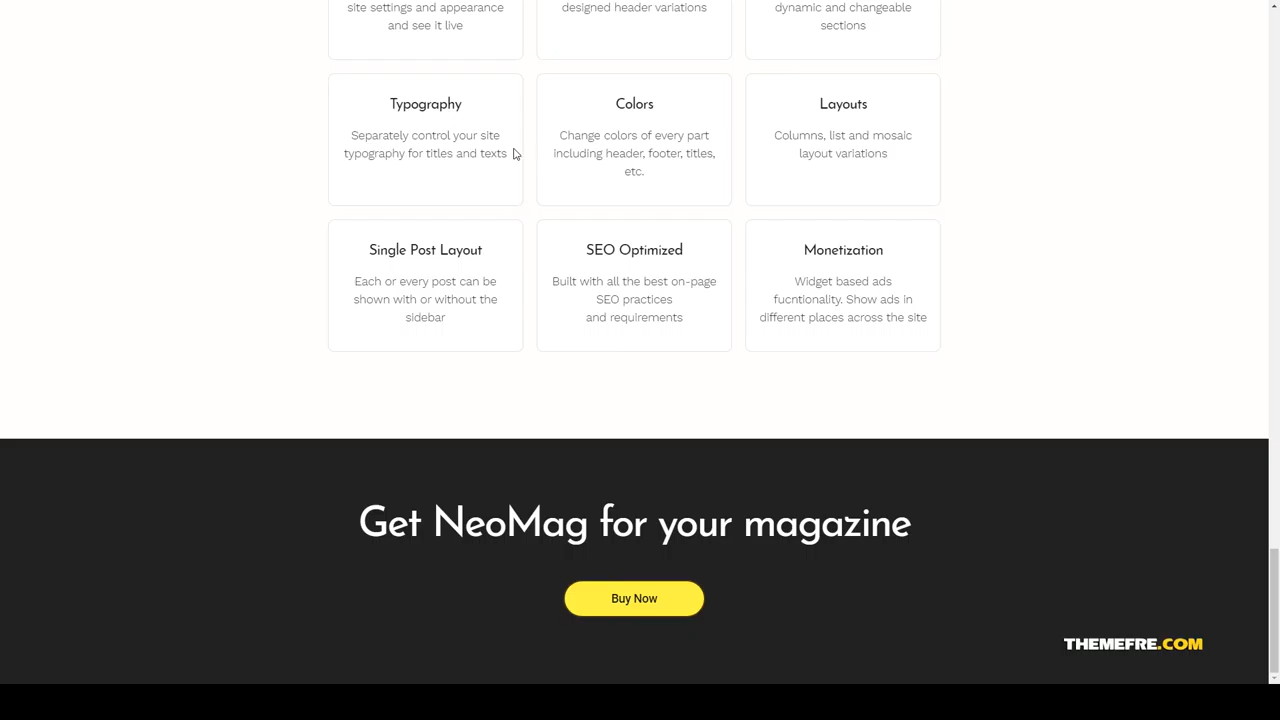 site settings and appearance
and see it live
designed header variations
dynamic and changeable
sections
Typography
Separately control your site
typography for titles and texts
Colors
Change colors of every part
including header, footer, titles,
etc.
Layouts
Columns, list and mosaic
layout variations
Single Post Layout
Each or every post can be
shown with or without the
sidebar
SEO Optimized
Built with all the best on-page
SEO practices
and requirements
Monetization
Widget based ads
fucntionality. Show ads in
different places across the site
Get NeoMag for your magazine
Buy Now
THEMEFRE.COM